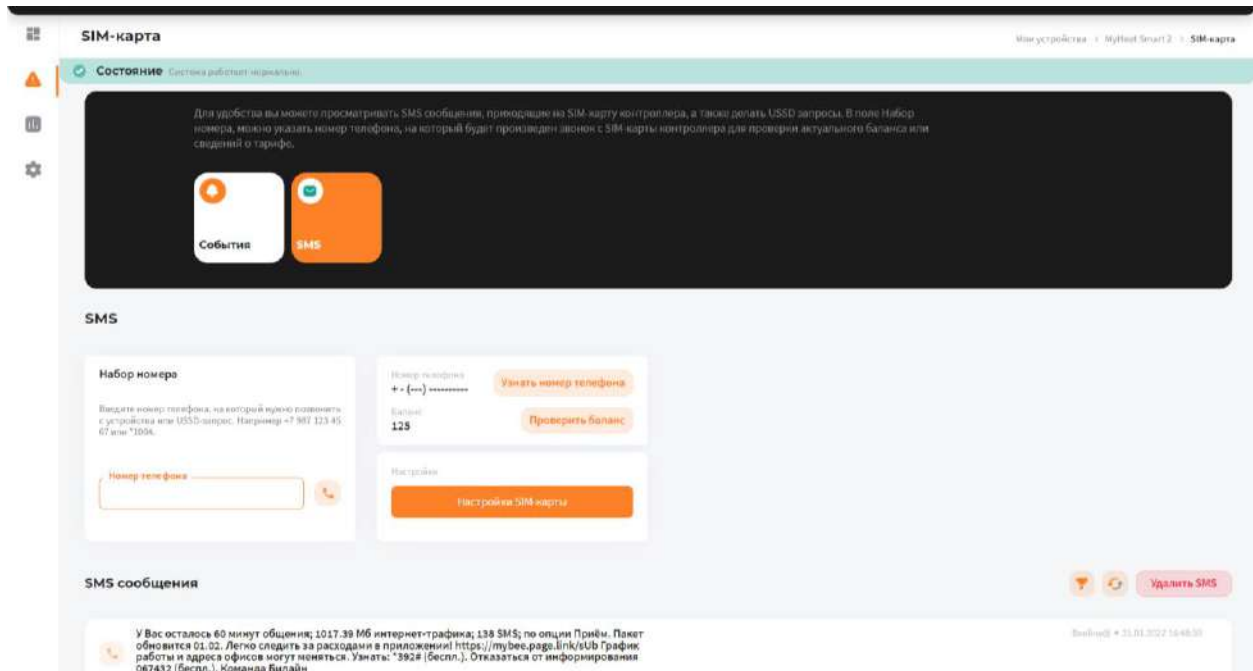 SIM-карта
Мои устройства > MyHeat Smart 2 > SIM-карта
Состояние Система работает нормально.
Для удобства вы можете просматривать SMS сообщения, приходящие на SIM-карту контроллера, а также делать USSD запросы. В поле Набор
номера, можно указать номер телефона, на который будет произведен звонок с SIM-карты контроллера для проверки актуального баланса или
сведений о тарифе.
События
SMS
SMS
Набор номера
Введите номер телефона, на который нужно позвонить
с устройства или USSD-запрос. Например +7 987 123 45
67 или *100#.
Номер телефона
Номер телефона
+ - (---) ----------
Узнать номер телефона
Баланс
128
Проверить баланс
Настройки
Настройки SIM-карты
SMS сообщения
Удалить SMS
У Вас осталось 60 минут общения; 1017.39 Мб интернет-трафика; 138 SMS; по опции Приём. Пакет
обновится 01.02. Легко следить за расходами в приложении! https://mybee.page.link/sUb График
работы и адреса офисов могут меняться. Узнать: *392# (беспл.). Отказаться от информирования
067432 (беспл.). Команда Билайн
31.01.2022